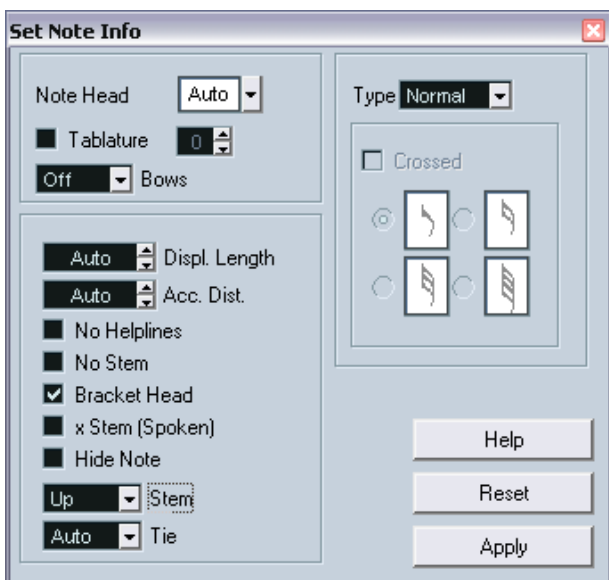 Set Note Info
Note Head Auto
Tablature 0
Off Bows
Auto Displ. Length
Auto Acc. Dist.
No Helplines
No Stem
Bracket Head
x Stem (Spoken)
Hide Note
Up Stem
Auto Tie
Type Normal
Crossed
Help
Reset
Apply